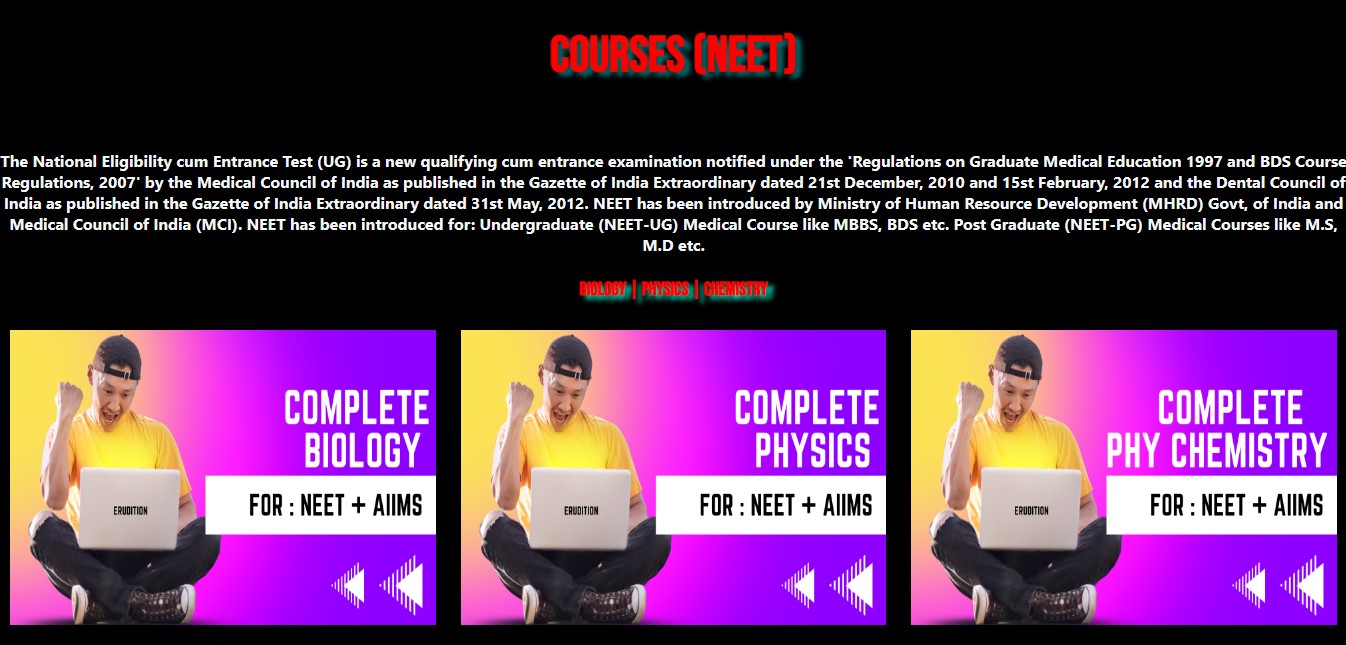 COURSES (NEET)
The National Eligibility cum Entrance Test (UG) is a new qualifying cum entrance examination notified under the 'Regulations on Graduate Medical Education 1997 and BDS Course
Regulations, 2007' by the Medical Council of India as published in the Gazette of India Extraordinary dated 21st December, 2010 and 15st February, 2012 and the Dental Council of
India as published in the Gazette of India Extraordinary dated 31st May, 2012. NEET has been introduced by Ministry of Human Resource Development (MHRD) Govt, of India and
Medical Council of India (MCI). NEET has been introduced for: Undergraduate (NEET-UG) Medical Course like MBBS, BDS etc. Post Graduate (NEET-PG) Medical Courses like M.S,
M.D etc.
BIOLOGY | PHYSICS | CHEMISTRY
COMPLETE
BIOLOGY
FOR : NEET + AIIMS
ERUDITION
COMPLETE
PHYSICS
FOR : NEET + AIIMS
ERUDITION
COMPLETE
PHY CHEMISTRY
FOR : NEET + AIIMS
ERUDITION